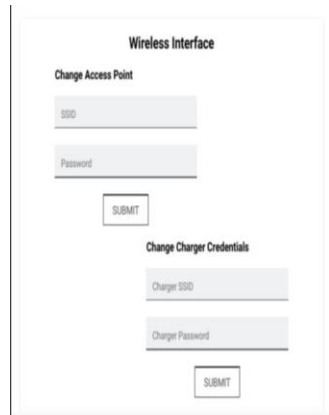 Wireless Interface
Change Access Point
SSID
Password
SUBMIT
Change Charger Credentials
Charger SSID
Charger Password
SUBMIT